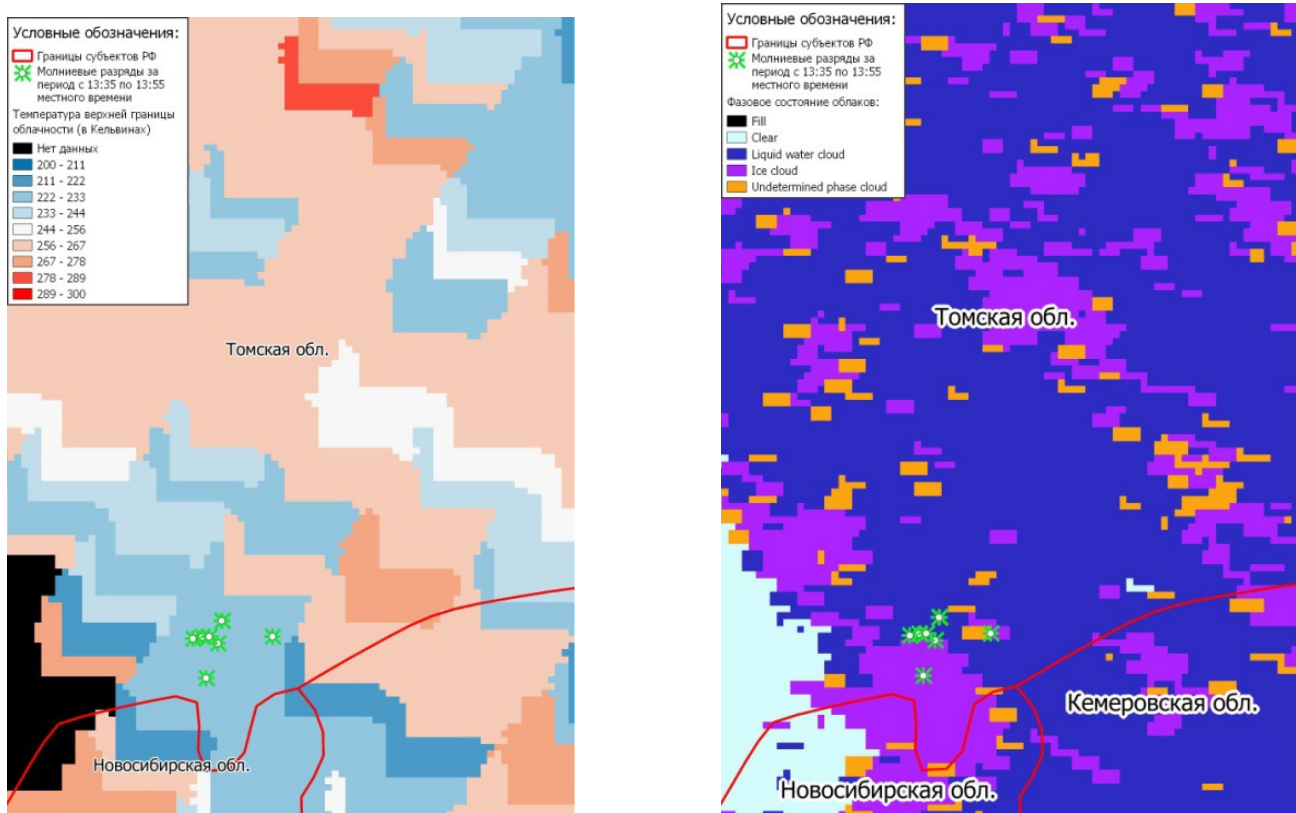 Условные обозначения:
Границы субъектов РФ
Молниевые разряды за
период с 13:35 по 13:55
местного времени
Температура верхней границы
облачности (в Кельвинах)
Нет данных
200 - 211
211 - 222
222 - 233
233 - 244
244 - 256
256 - 267
267 - 278
278 - 289
289 - 300
Томская обл.
Новосибирская обл.
Условные обозначения:
Границы субъектов РФ
Молниевые разряды за
период с 13:35 по 13:55
местного времени
Фазовое состояние облаков:
Fill
Clear
Liquid water cloud
Ice cloud
Undetermined phase cloud
Томская обл.
Кемеровская обл.
Новосибирская обл.